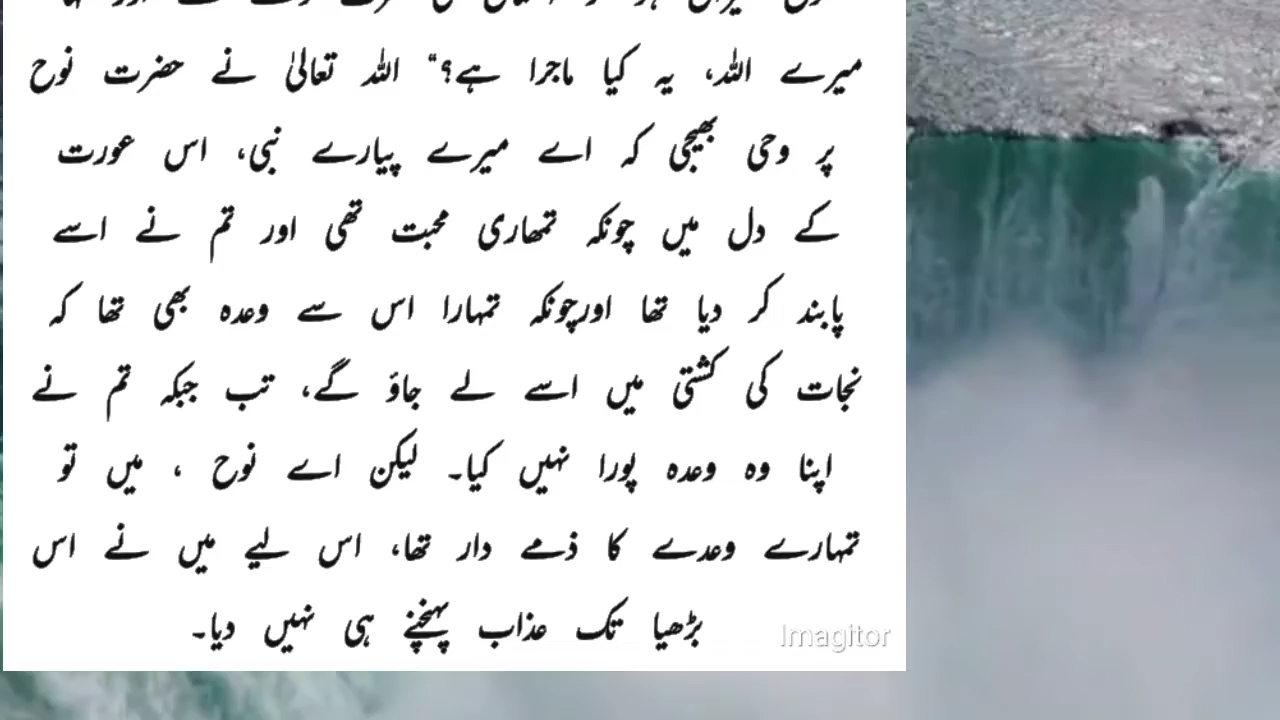 میرے اللہ، یہ کیا ماجرا ہے؟“ اللہ تعالیٰ نے حضرت نوح
پر وحی بھیجی کہ اے میرے پیارے نبی، اس عورت
کے دل میں چونکہ تمھاری محبت تھی اور تم نے اسے
پابند کر دیا تھا اورچونکہ تمہارا اس سے وعدہ بھی تھا کہ
نجات کی کشتی میں اسے لے جاؤ گے، تب جبکہ تم نے
اپنا وہ وعدہ پورا نہیں کیا۔ لیکن اے نوح ، میں تو
تمہارے وعدے کا ذمے دار تھا، اس لیے میں نے اس
بڑھیا تک عذاب پہنچنے ہی نہیں دیا۔
Imagitor